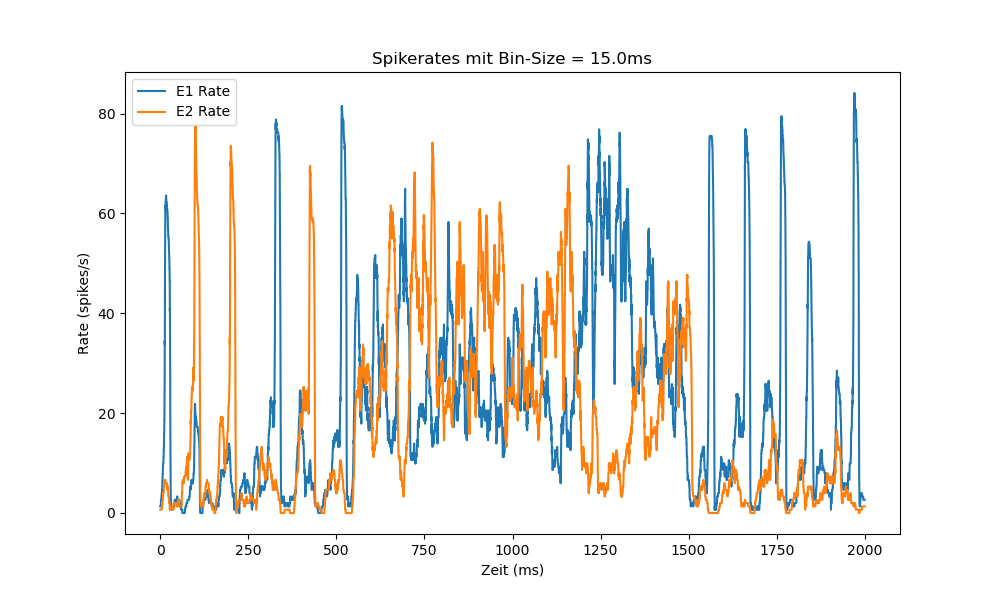 Spikerates mit Bin-Size = 15.0ms
E1 Rate
E2 Rate
80
60
40
20
0
Rate (spikes/s)
0 250 500 750 1000 1250 1500 1750 2000
Zeit (ms)